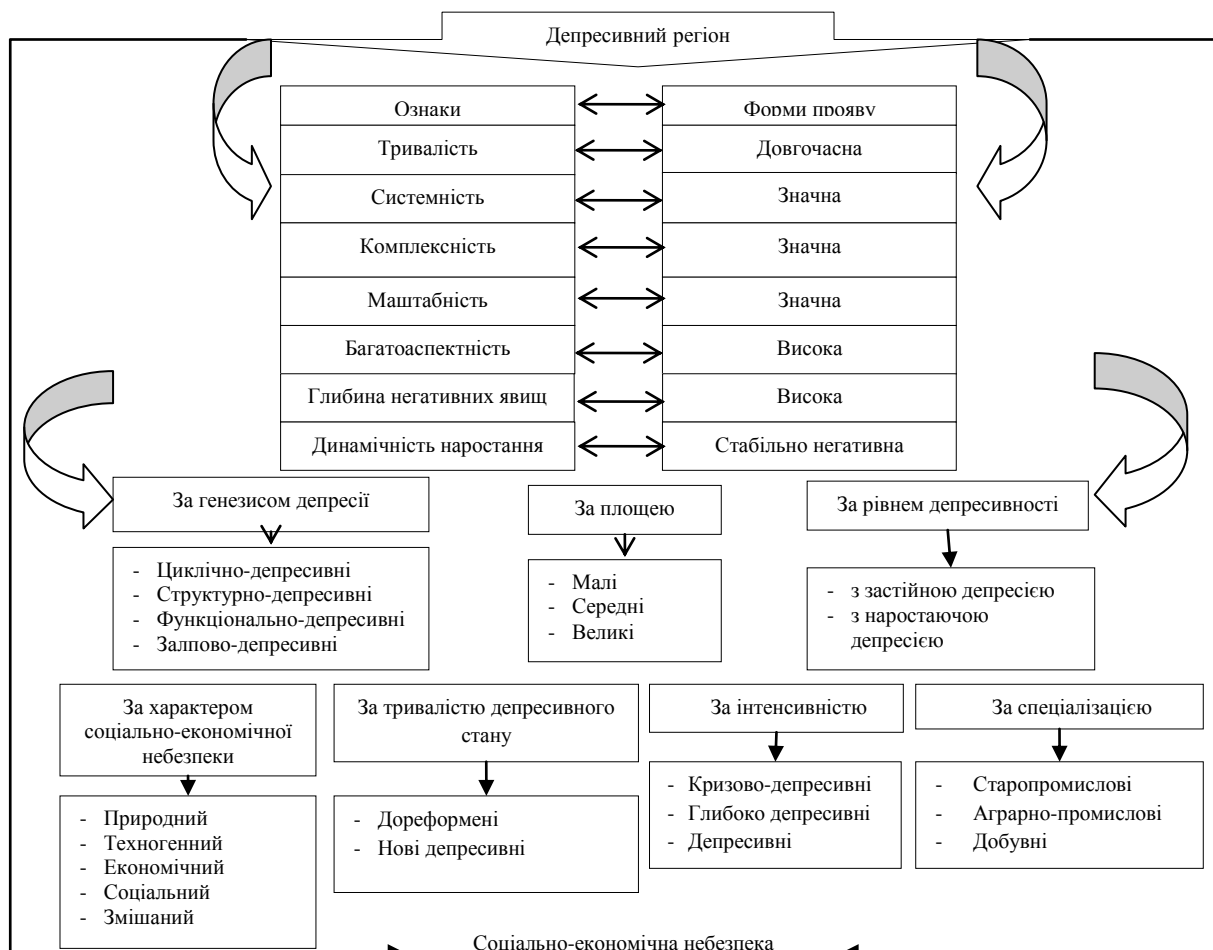 Депресивний регіон
Ознаки
Форми прояву
Тривалість
Довгочасна
Системність
Значна
Комплексність
Значна
Маштабність
Значна
Багатоаспектність
Висока
Глибина негативних явищ
Висока
Динамічність наростання
Стабільно негативна
За генезисом депресії
- Циклічно-депресивні
- Структурно-депресивні
- Функціонально-депресивні
- Залпово-депресивні
За площею
- Малі
- Середні
- Великі
За рівнем депресивності
- з застійною депресією
- з наростаючою
депресією
За характером
соціально-економічної
небезпеки
- Природний
- Техногенний
- Економічний
- Соціальний
- Змішаний
За тривалістю депресивного
стану
- Дореформені
- Нові депресивні
За інтенсивністю
- Кризово-депресивні
- Глибоко депресивні
- Депресивні
За спеціалізацією
- Старопромислові
- Аграрно-промислові
- Добувні
Соціально-економічна небезпека